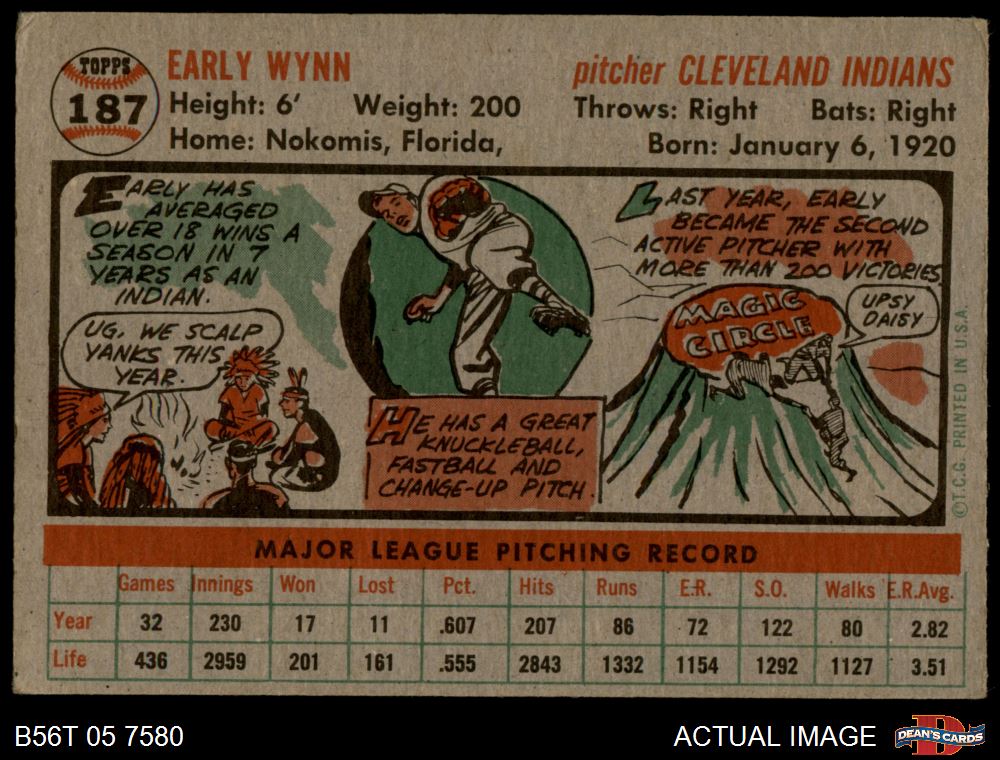 TOPPS
187
EARLY WYNN
pitcher CLEVELAND INDIANS
Height: 6' Weight: 200
Throws: Right Bats: Right
Home: Nokomis, Florida,
Born: January 6, 1920
EARLY HAS
AVERAGED
OVER 18 WINS A
SEASON IN 7
YEARS AS AN
INDIAN.
UG, WE SCALP
YANKS THIS
YEAR.
HE HAS A GREAT
KNUCKLEBALL,
FASTBALL AND
CHANGE-UP PITCH.
LAST YEAR, EARLY
BECAME THE SECOND
ACTIVE PITCHER WITH
MORE THAN 200 VICTORIES
MAGIC
CIRCLE
UPSY
DAISY
©T.C.G. PRINTED IN U.S.A.
MAJOR LEAGUE PITCHING RECORD
Games Innings Won Lost Pct. Hits Runs E.R. S.O. Walks E.R.Avg.
Year 32 230 17 11 .607 207 86 72 122 80 2.82
Life 436 2959 201 161 .555 2843 1332 1154 1292 1127 3.51
B56T 05 7580
ACTUAL IMAGE
D
DEAN'S CARDS